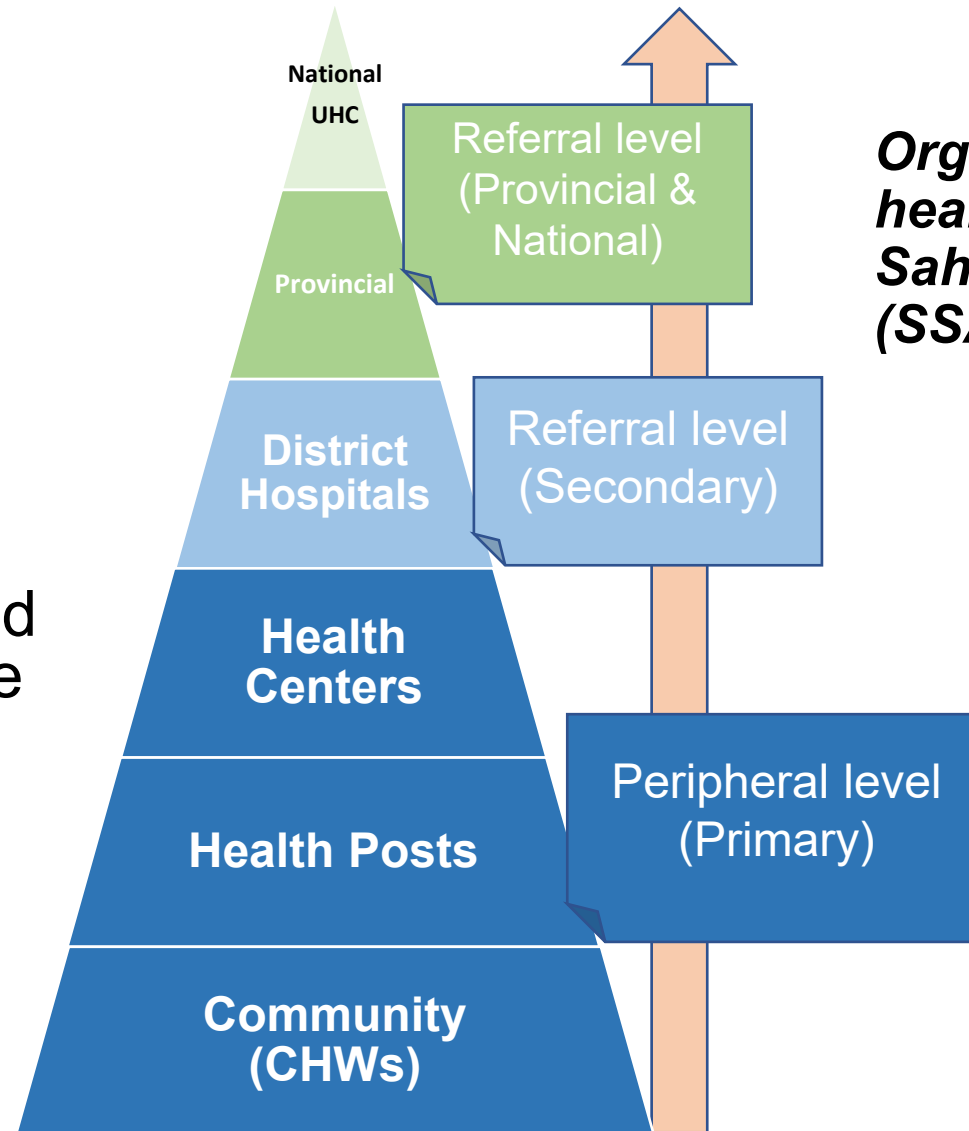 National
UHC
Referral level
(Provincial &
National)
Provincial
District
Hospitals
Referral level
(Secondary)
Health
Centers
Health Posts
Peripheral level
(Primary)
Community
(CHWs)